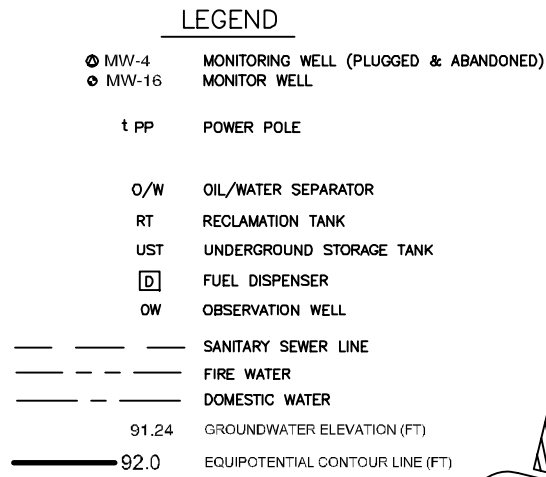 LEGEND
MW-4 MONITORING WELL (PLUGGED & ABANDONED)
MW-16 MONITOR WELL
t PP POWER POLE
O/W OIL/WATER SEPARATOR
RT RECLAMATION TANK
UST UNDERGROUND STORAGE TANK
D FUEL DISPENSER
OW OBSERVATION WELL
SANITARY SEWER LINE
FIRE WATER
DOMESTIC WATER
91.24 GROUNDWATER ELEVATION (FT)
92.0 EQUIPOTENTIAL CONTOUR LINE (FT)